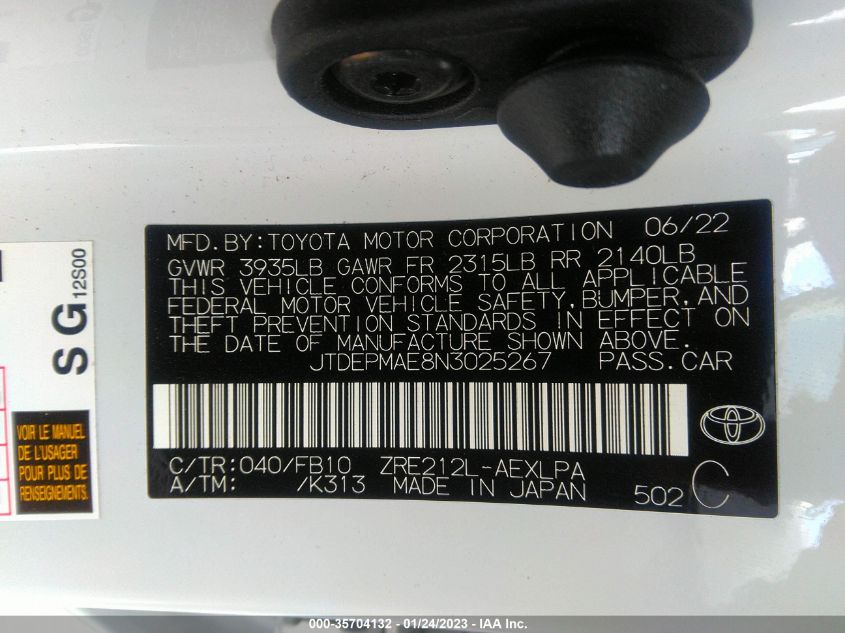 MFD.BY:TOYOTA MOTOR CORPORATION 06/22
GVWR 3935LB GAWR FR 2315LB RR 2140LB
THIS VEHICLE CONFORMS TO ALL APPLICABLE
FEDERAL MOTOR VEHICLE SAFETY,BUMPER,AND
THEFT PREVENTION STANDARDS IN EFFECT ON
THE DATE OF MANUFACTURE SHOWN ABOVE.
JTDEPMAE8N3025267 PASS.CAR
C/TR:040/FB10 ZRE212L-AEXLPA
A/TM: /K313 MADE IN JAPAN 502 C
SG 12S00
VOIR LE MANUEL
DE L'USAGER
POUR PLUS DE
RENSEIGNEMENTS.
000-35704132 - 01/24/2023 - IAA Inc.